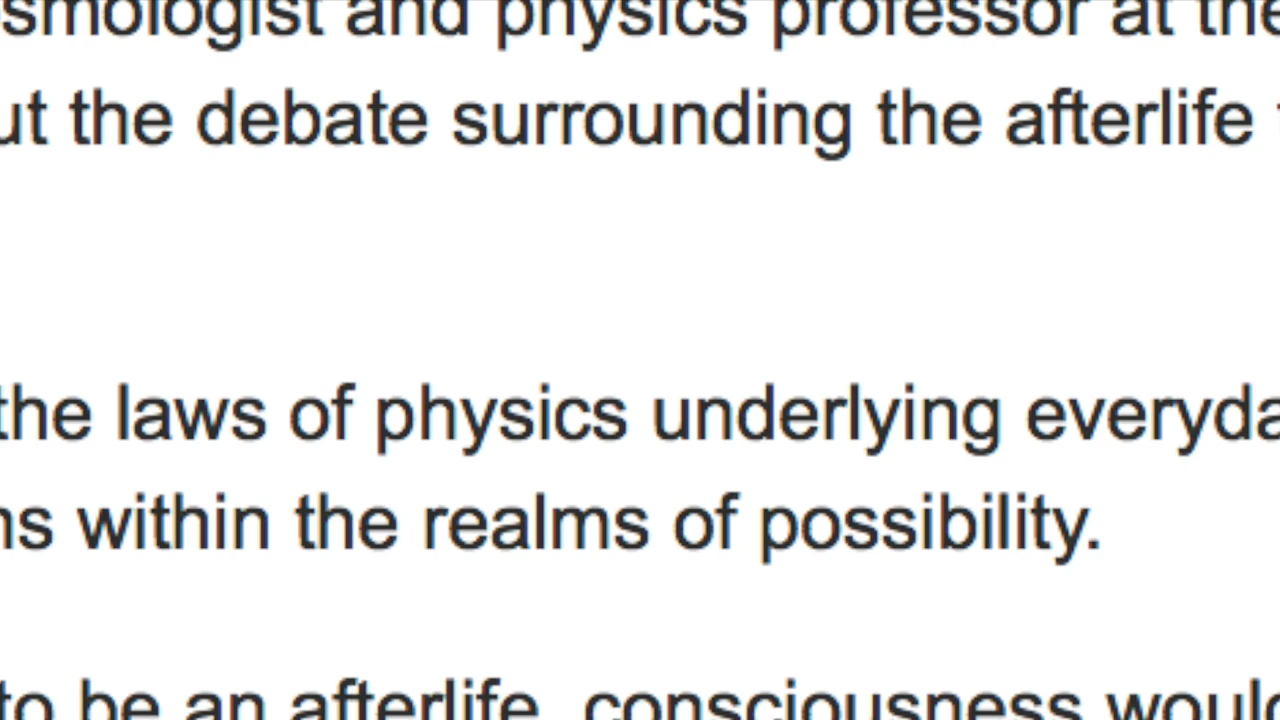 smologist and physics professor at the
ut the debate surrounding the afterlife
the laws of physics underlying everyda
ns within the realms of possibility.
to be an afterlife, consciousness would